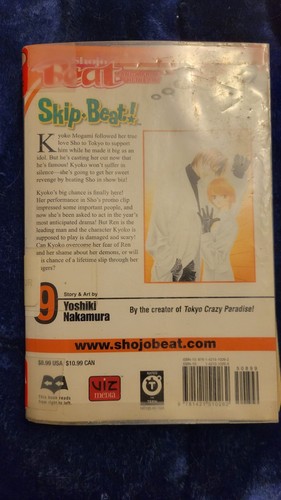 Shojo
Beat
Skip·Beat!
Kyoko Mogami followed her true
love Sho to Tokyo to support
him while he made it big as an
idol. But he's casting her out now that
he's famous! Kyoko won't suffer in
silence—she's going to get her sweet
revenge by beating Sho in show biz!
Kyoko's big chance is finally here!
Her performance in Sho's promo clip
impressed some important people, and
now she's been asked to act in the year's
most anticipated drama! But Ren is the
leading man and the character Kyoko is
supposed to play is damaged and scary!
Can Kyoko overcome her fear of Ren
and her shame about her demons, or will
is chance of a lifetime slip through her
gers?
9
Story & Art by
Yoshiki
Nakamura
By the creator of Tokyo Crazy Paradise!
www.shojobeat.com
$8.99 USA $10.99 CAN
VIZ
media
T
TEEN
50899